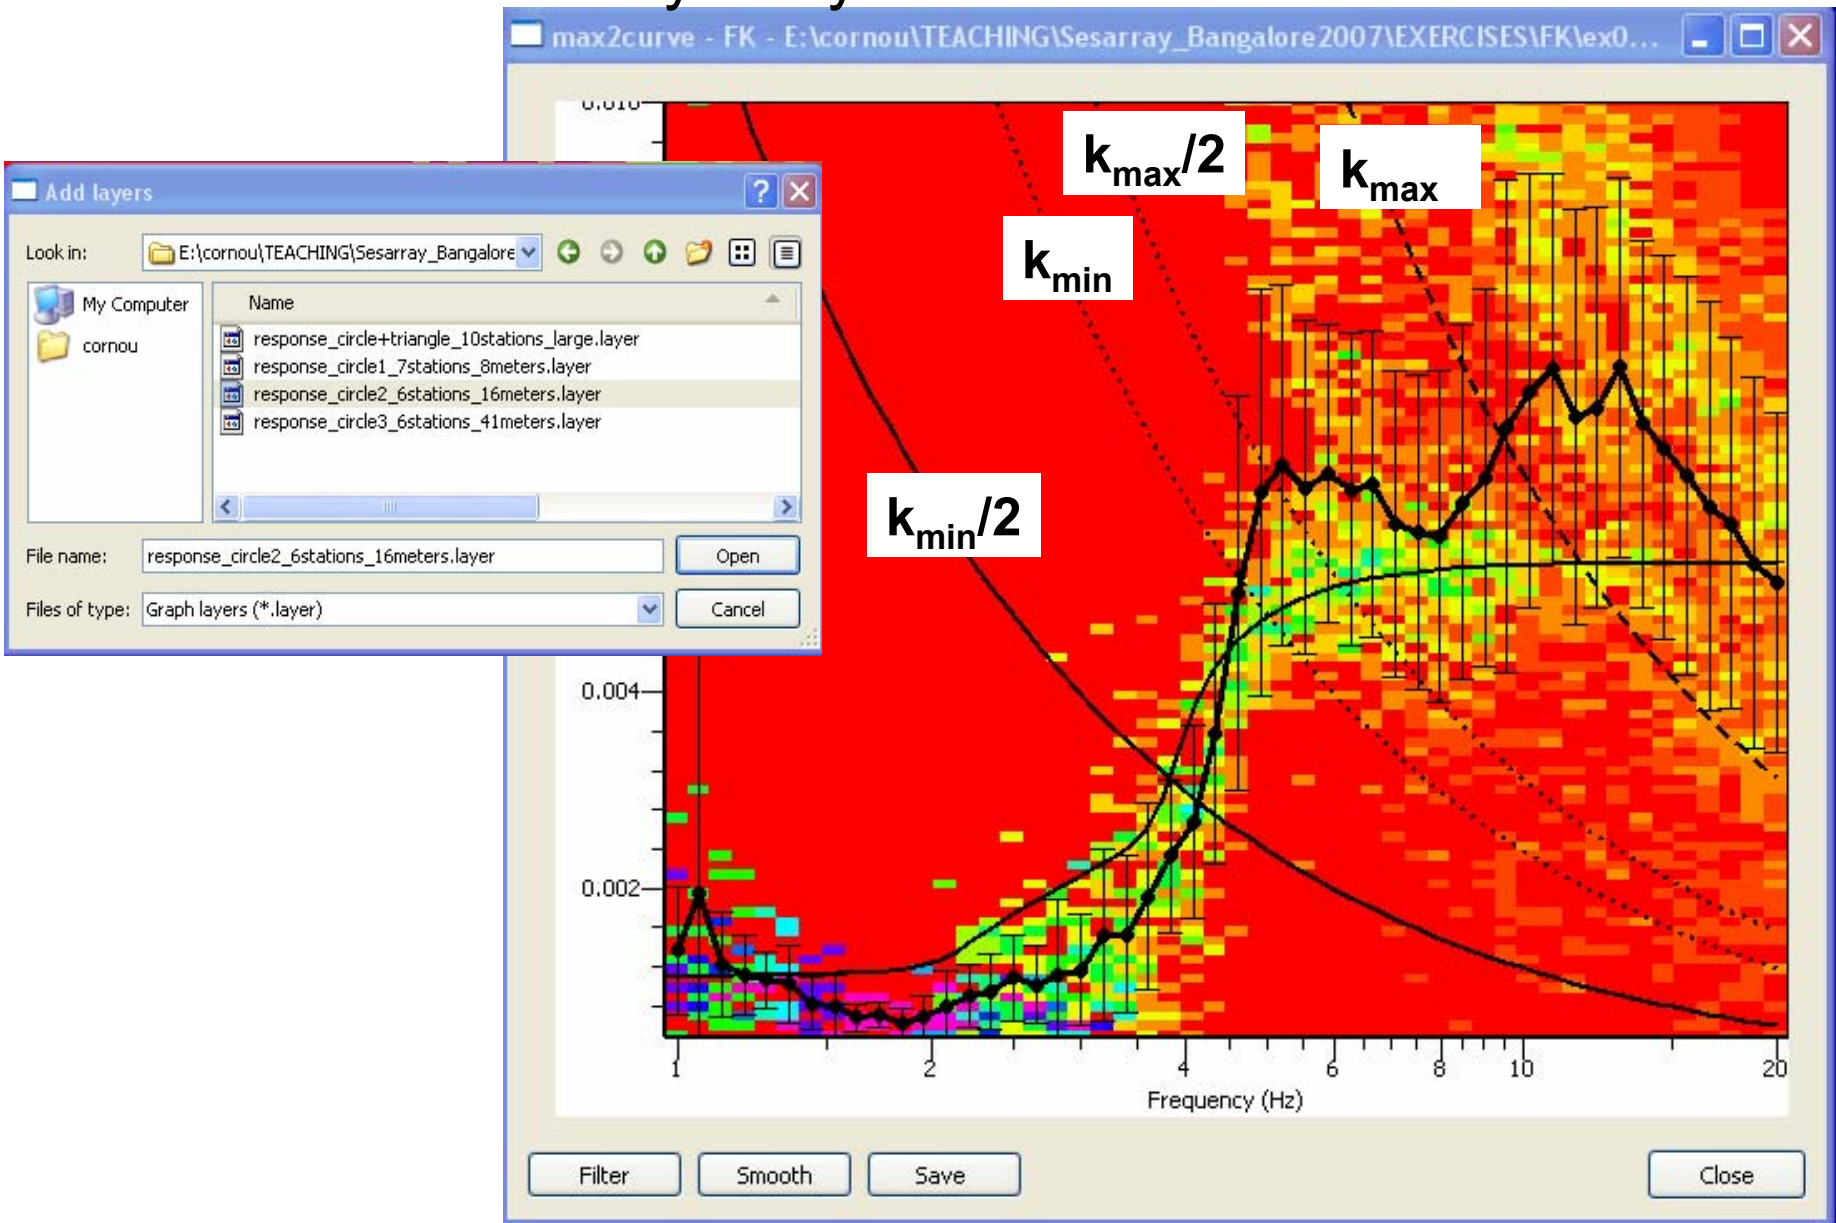 max2curve - FK - E:\cornou\TEACHING\Sesarray_Bangalore2007\EXERCISES\FK\ex0...
kmax/2
kmax
kmin
kmin/2
Add layers
Look in:
E:\cornou\TEACHING\Sesarray_Bangalore
My Computer
cornou
Name
response_circle+triangle_10stations_large.layer
response_circle1_7stations_8meters.layer
response_circle2_6stations_16meters.layer
response_circle3_6stations_41meters.layer
File name:
response_circle2_6stations_16meters.layer
Open
Files of type:
Graph layers (*.layer)
Cancel
0.004
0.002
1 2 4 6 8 10 20
Frequency (Hz)
Filter
Smooth
Save
Close